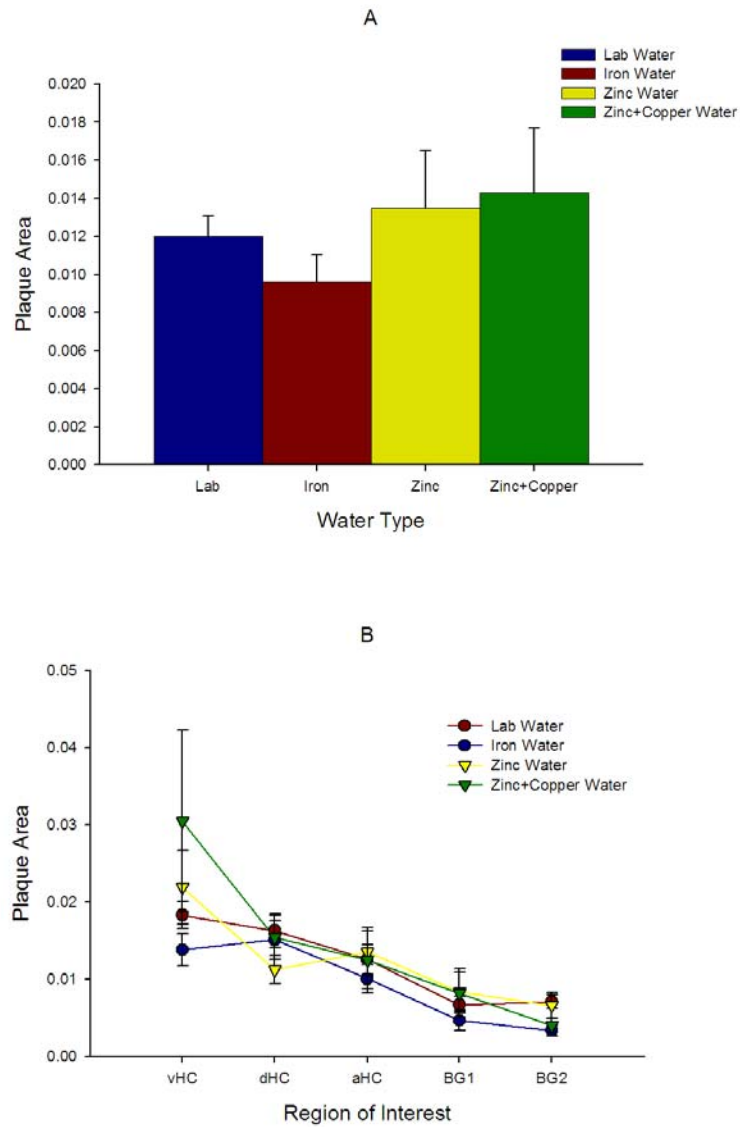 A
Lab Water
Iron Water
Zinc Water
Zinc+Copper Water
0.020
0.018
0.016
0.014
0.012
0.010
0.008
0.006
0.004
0.002
0.000
Plaque Area
Lab Iron Zinc Zinc+Copper
Water Type
B
0.05
0.04
0.03
0.02
0.01
0.00
Plaque Area
Lab Water
Iron Water
Zinc Water
Zinc+Copper Water
vHC dHC aHC BG1 BG2
Region of Interest